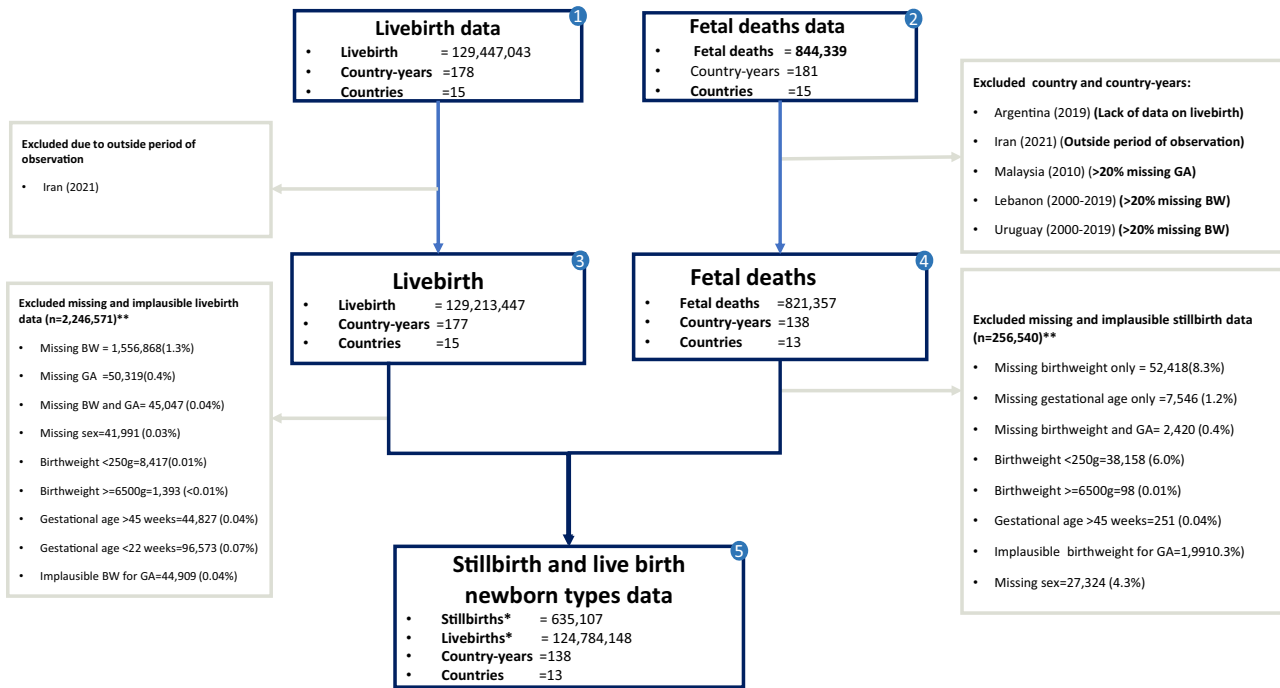 1
Livebirth data
• Livebirth = 129,447,043
• Country-years =178
• Countries =15
2
Fetal deaths data
• Fetal deaths = 844,339
• Country-years =181
• Countries =15
Excluded due to outside period of
observation
• Iran (2021)
Excluded country and country-years:
• Argentina (2019) (Lack of data on livebirth)
• Iran (2021) (Outside period of observation)
• Malaysia (2010) (>20% missing GA)
• Lebanon (2000-2019) (>20% missing BW)
• Uruguay (2000-2019) (>20% missing BW)
3
Livebirth
• Livebirth = 129,213,447
• Country-years =177
• Countries =15
4
Fetal deaths
• Fetal deaths =821,357
• Country-years =138
• Countries =13
Excluded missing and implausible livebirth
data (n=2,246,571)**
• Missing BW = 1,556,868(1.3%)
• Missing GA =50,319(0.4%)
• Missing BW and GA= 45,047 (0.04%)
• Missing sex=41,991 (0.03%)
• Birthweight <250g=8,417(0.01%)
• Birthweight >=6500g=1,393 (<0.01%)
• Gestational age >45 weeks=44,827 (0.04%)
• Gestational age <22 weeks=96,573 (0.07%)
• Implausible BW for GA=44,909 (0.04%)
Excluded missing and implausible stillbirth data
(n=256,540)**
• Missing birthweight only = 52,418(8.3%)
• Missing gestational age only =7,546 (1.2%)
• Missing birthweight and GA= 2,420 (0.4%)
• Birthweight <250g=38,158 (6.0%)
• Birthweight >=6500g=98 (0.01%)
• Gestational age >45 weeks=251 (0.04%)
• Implausible birthweight for GA=1,9910.3%)
• Missing sex=27,324 (4.3%)
5
Stillbirth and live birth
newborn types data
• Stillbirths* = 635,107
• Livebirths* = 124,784,148
• Country-years =138
• Countries =13